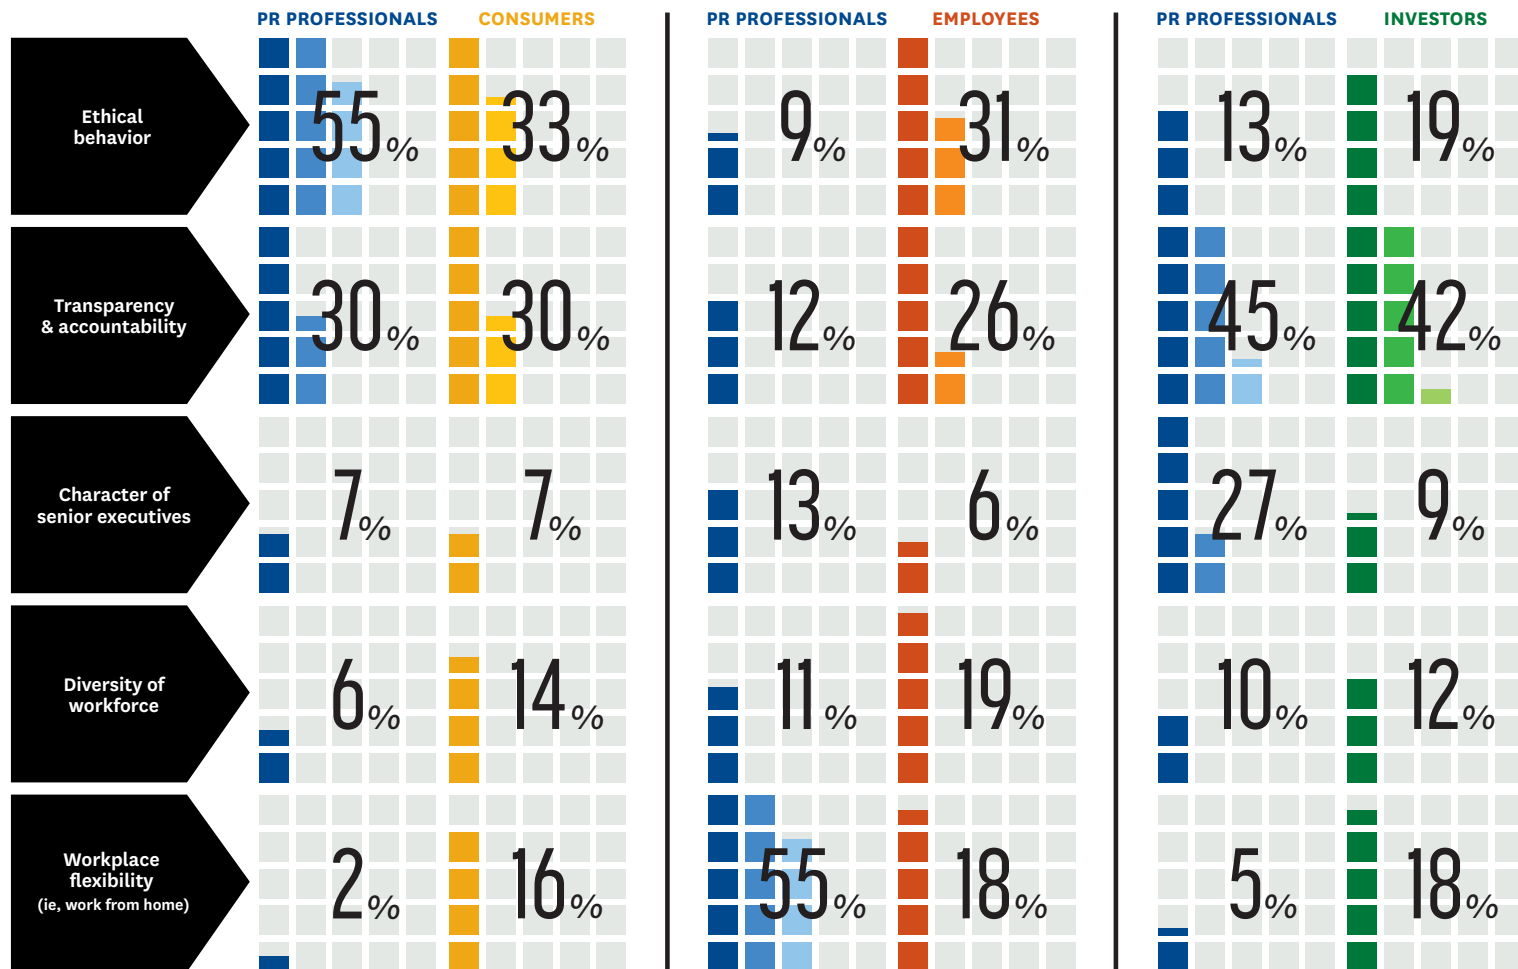 PR PROFESSIONALS CONSUMERS PR PROFESSIONALS EMPLOYEES PR PROFESSIONALS INVESTORS
Ethical
behavior
55% 33% 9% 31% 13% 19%
Transparency
& accountability
30% 30% 12% 26% 45% 42%
Character of
senior executives
7% 7% 13% 6% 27% 9%
Diversity of
workforce
6% 14% 11% 19% 10% 12%
Workplace
flexibility
(ie, work from home)
2% 16% 55% 18% 5% 18%